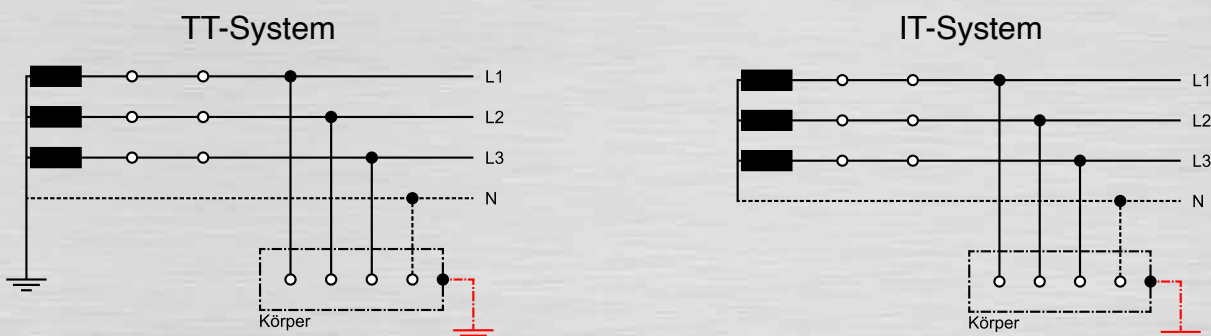 TT-System
L1
L2
L3
N
Körper
IT-System
L1
L2
L3
N
Körper